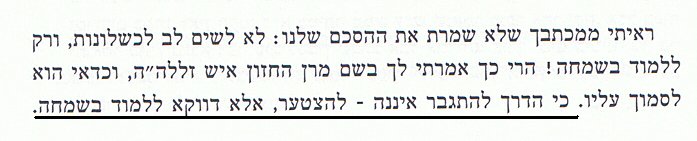 ראיתי ממכתבך שלא שמרת את ההסכם שלנו: לא לשים לב לכשלונות, ורק
ללמוד בשמחה! הרי כך אמרתי לך בשם מרן החזון איש זללה״ה, וכדאי הוא
לסמוך עליו. כי הדרך להתגבר איננה - להצטער, אלא דווקא ללמוד בשמחה.